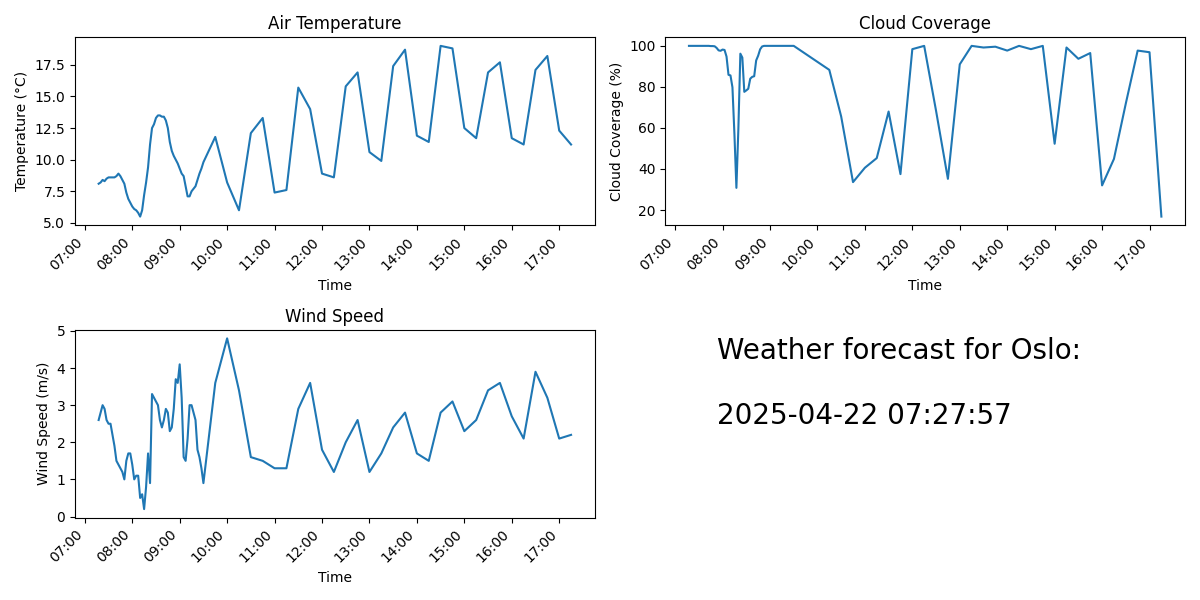 Air Temperature
Temperature (°C)
17.5
15.0
12.5
10.0
7.5
5.0
07:00 08:00 09:00 10:00 11:00 12:00 13:00 14:00 15:00 16:00 17:00
Time
Cloud Coverage
Cloud Coverage (%)
100
80
60
40
20
07:00 08:00 09:00 10:00 11:00 12:00 13:00 14:00 15:00 16:00 17:00
Time
Wind Speed
Wind Speed (m/s)
5
4
3
2
1
0
07:00 08:00 09:00 10:00 11:00 12:00 13:00 14:00 15:00 16:00 17:00
Time
Weather forecast for Oslo:
2025-04-22 07:27:57